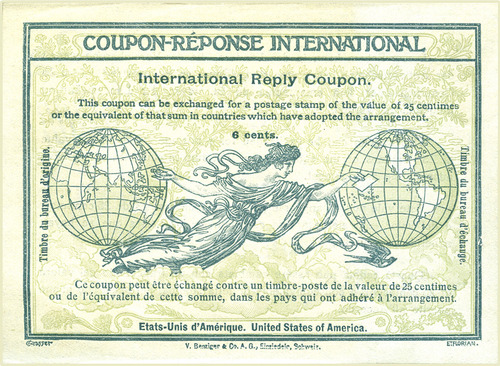 COUPON-RÉPONSE INTERNATIONAL
International Reply Coupon.
This coupon can be exchanged for a postage stamp of the value of 25 centimes
or the equivalent of that sum in countries which have adopted the arrangement.
6 cents.
Timbre du bureau d'origine.
Timbre du bureau d'échange.
Ce coupon peut être échangé contre un timbre-poste de la valeur de 25 centimes
ou de l'équivalent de cette somme, dans les pays qui ont adhéré à l'arrangement.
Etats-Unis d'Amérique. United States of America.
Grasset
E.FLORIAN.
V. Benziger & Co. A. G., Einsiedeln, Schweiz.